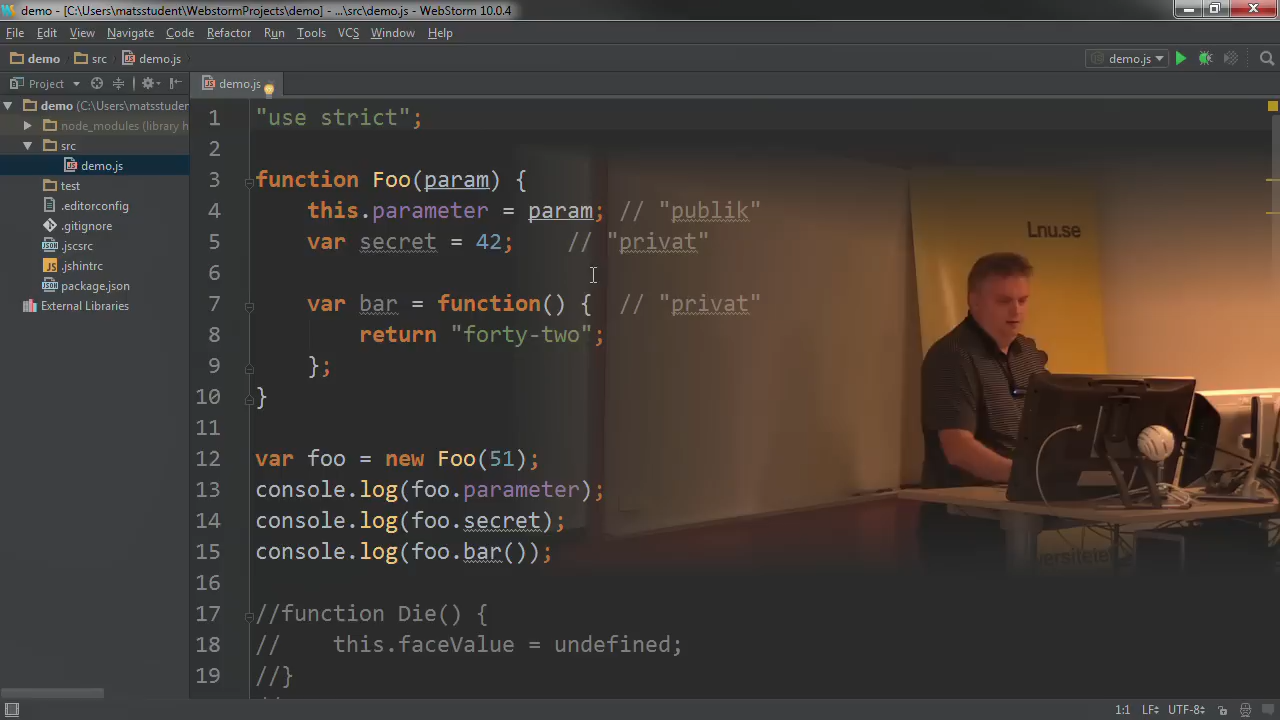 demo - [C:\Users\matsstudent\WebstormProjects\demo] - ...\src\demo.js - WebStorm 10.0.4
File Edit View Navigate Code Refactor Run Tools VCS Window Help
demo src demo.js demo.js
Project demo.js
demo (C:\Users\matsstudent
node_modules (library h
src
demo.js
test
.editorconfig
.gitignore
.jscsrc
.jshintrc
package.json
External Libraries
1 "use strict";
2
3 function Foo(param) {
4 this.parameter = param; // "publik"
5 var secret = 42; // "privat"
6
7 var bar = function() { // "privat"
8 return "forty-two";
9 };
10 }
11
12 var foo = new Foo(51);
13 console.log(foo.parameter);
14 console.log(foo.secret);
15 console.log(foo.bar());
16
17 //function Die() {
18 // this.faceValue = undefined;
19 //}
Lnu.se
1:1 LF UTF-8